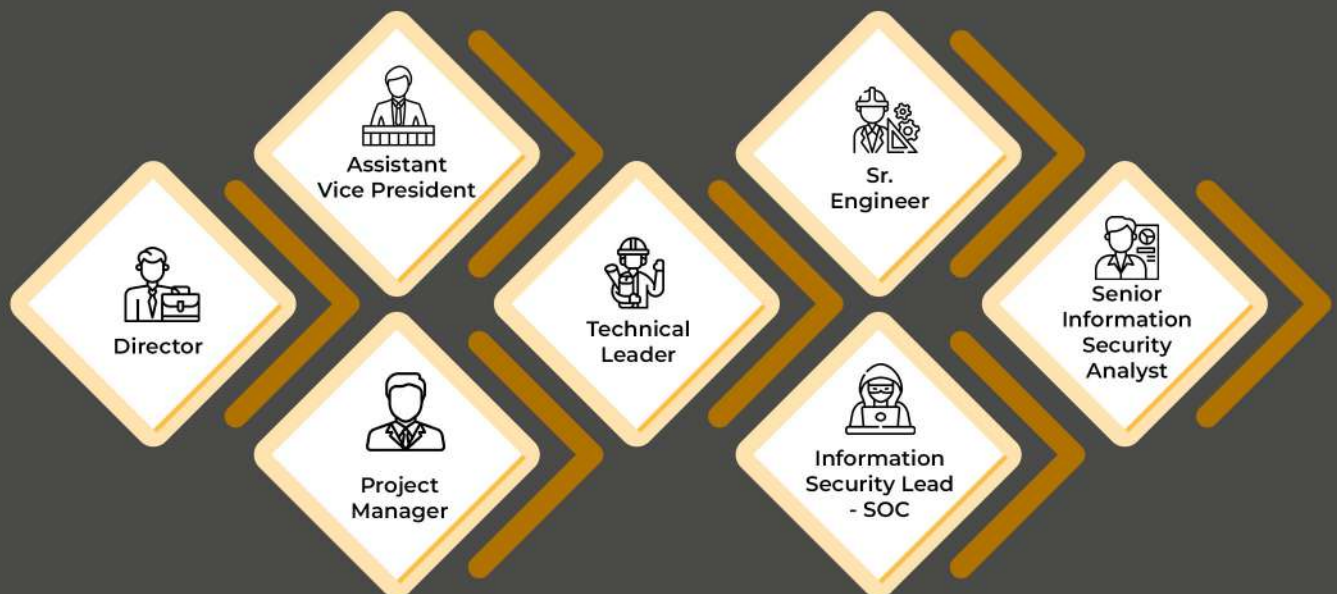 Assistant
Vice President
Sr.
Engineer
Director
Technical
Leader
Senior
Information
Security
Analyst
Project
Manager
Information
Security Lead
- SOC